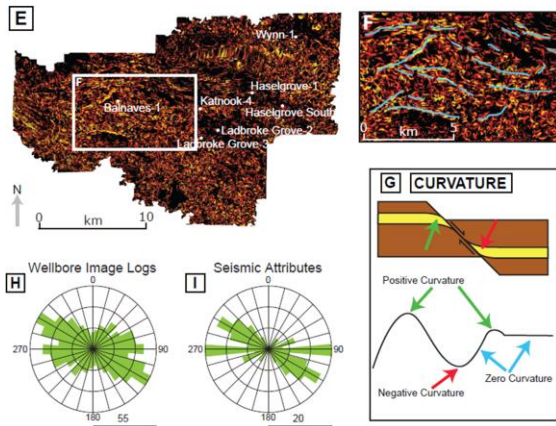 E
Wynn-1
F
Balnaves-1
Haselgrove-1
Katnook-4
Haselgrove South
Ladbroke Grove-2
Ladbroke Grove-3
N
km
0 10
F
0 5
km
G CURVATURE
Positive Curvature
Negative Curvature
Zero Curvature
H Wellbore Image Logs
0
270 90
180
55
I Seismic Attributes
0
270 90
180
20